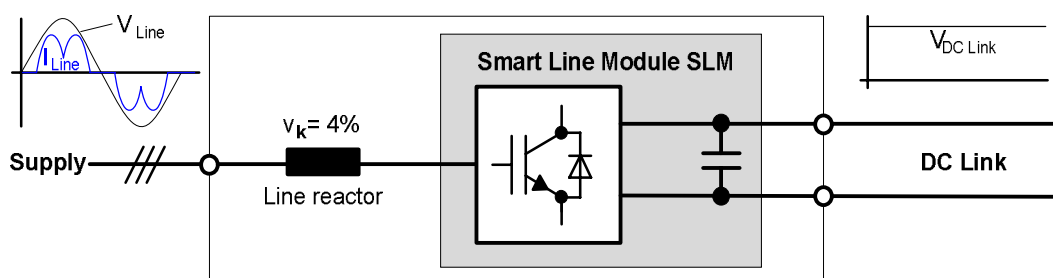 V Line
I Line
Smart Line Module SLM
V DC Link
vk= 4%
Supply
Line reactor
DC Link